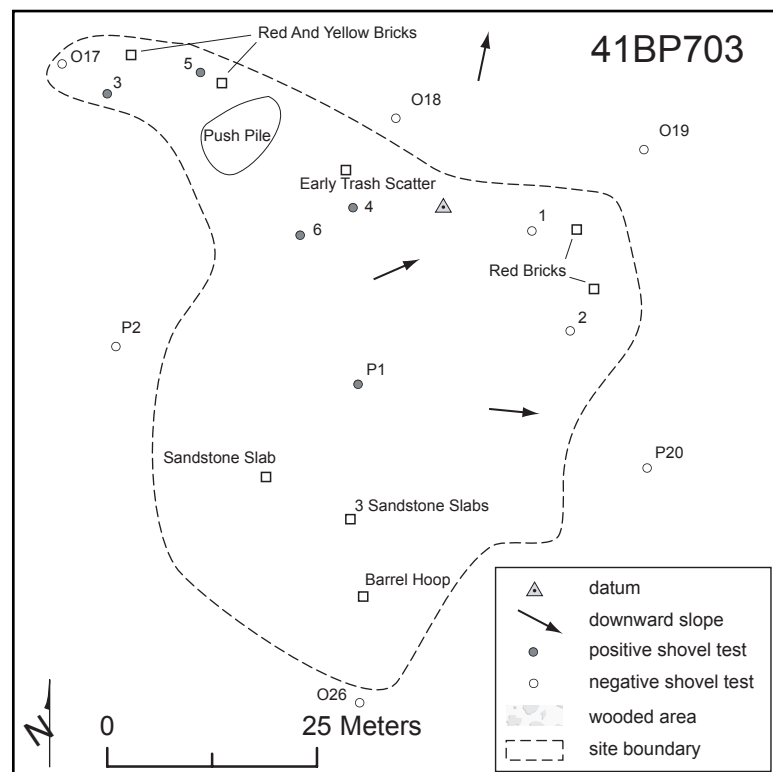 Red And Yellow Bricks
41BP703
O17
5
3
O18
Push Pile
O19
Early Trash Scatter
4
1
6
Red Bricks
P2
2
P1
P20
Sandstone Slab
3 Sandstone Slabs
Barrel Hoop
O26
N
0
25 Meters
datum
downward slope
positive shovel test
negative shovel test
wooded area
site boundary